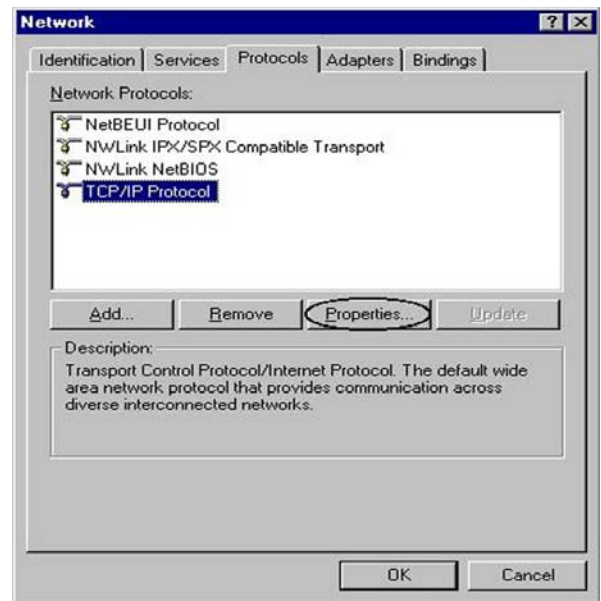 Network
Identification Services Protocols Adapters Bindings
Network Protocols:
NetBEUI Protocol
NWLink IPX/SPX Compatible Transport
NWLink NetBIOS
TCP/IP Protocol
Add... Remove Properties... Update
Description:
Transport Control Protocol/Internet Protocol. The default wide
area network protocol that provides communication across
diverse interconnected networks.
OK Cancel